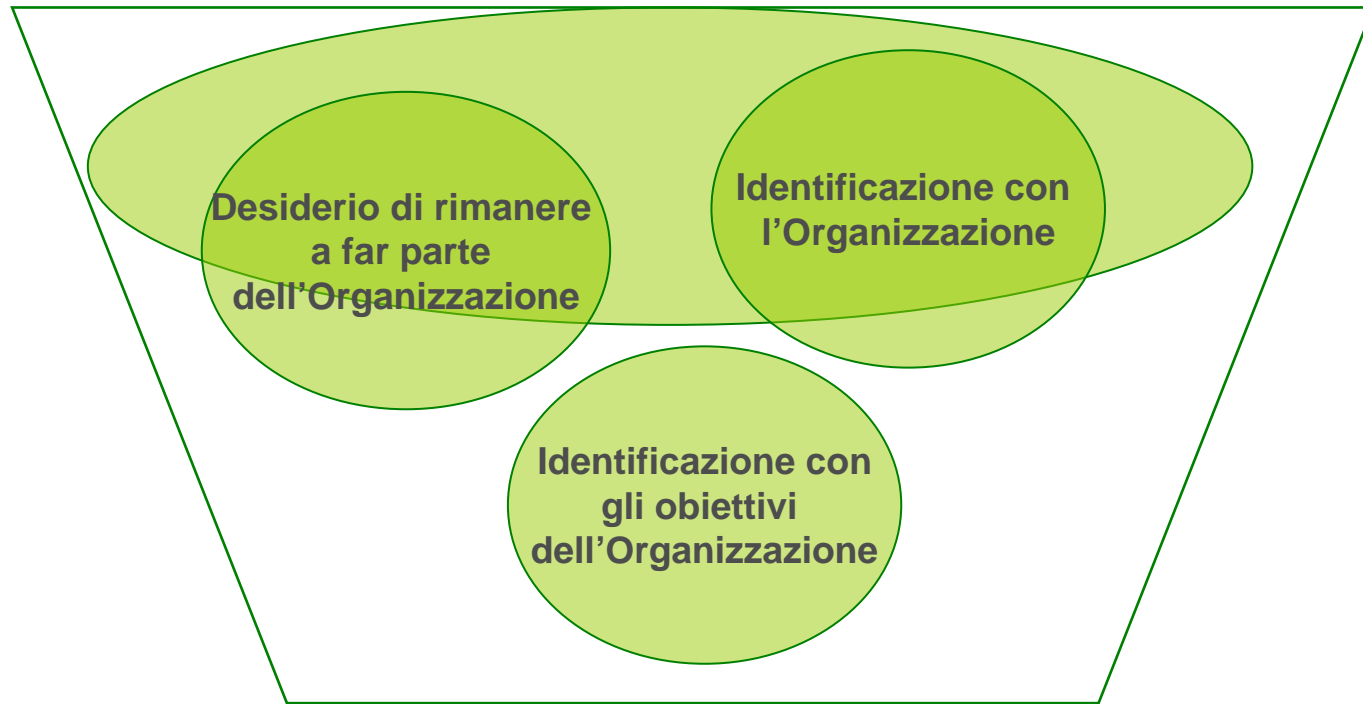 Desiderio di rimanere
a far parte
dell’Organizzazione
Identificazione con
l’Organizzazione
Identificazione con
gli obiettivi
dell’Organizzazione